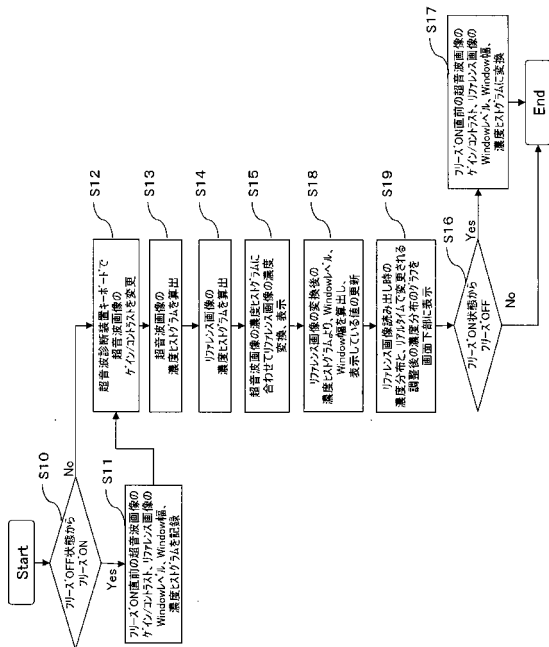 Start
S10
フリーズOFF状態から
フリーズON
No
Yes
S11
フリーズON直前の超音波画像の
ゲイン/コントラスト、リファレンス画像の
Windowレベル、Window幅、
濃度ヒストグラムを記録
S12
超音波診断装置キーボードで
超音波画像の
ゲイン/コントラストを変更
S13
超音波画像の
濃度ヒストグラムを算出
S14
リファレンス画像の
濃度ヒストグラムを算出
S15
超音波画像の濃度ヒストグラムに
合わせてリファレンス画像の濃度
変換、表示
S18
リファレンス画像の変換後の
濃度ヒストグラムより、Windowレベル、
Window幅を算出し、
表示している値の更新
S19
リファレンス画像読み出し時の
濃度分布と、リアルタイムで変更される
調整後の濃度分布のグラフを
画面下部に表示
S16
フリーズON状態から
フリーズOFF
Yes
No
S17
フリーズON直前の超音波画像の
ゲイン/コントラスト、リファレンス画像の
Windowレベル、Window幅、
濃度ヒストグラムに変換
End